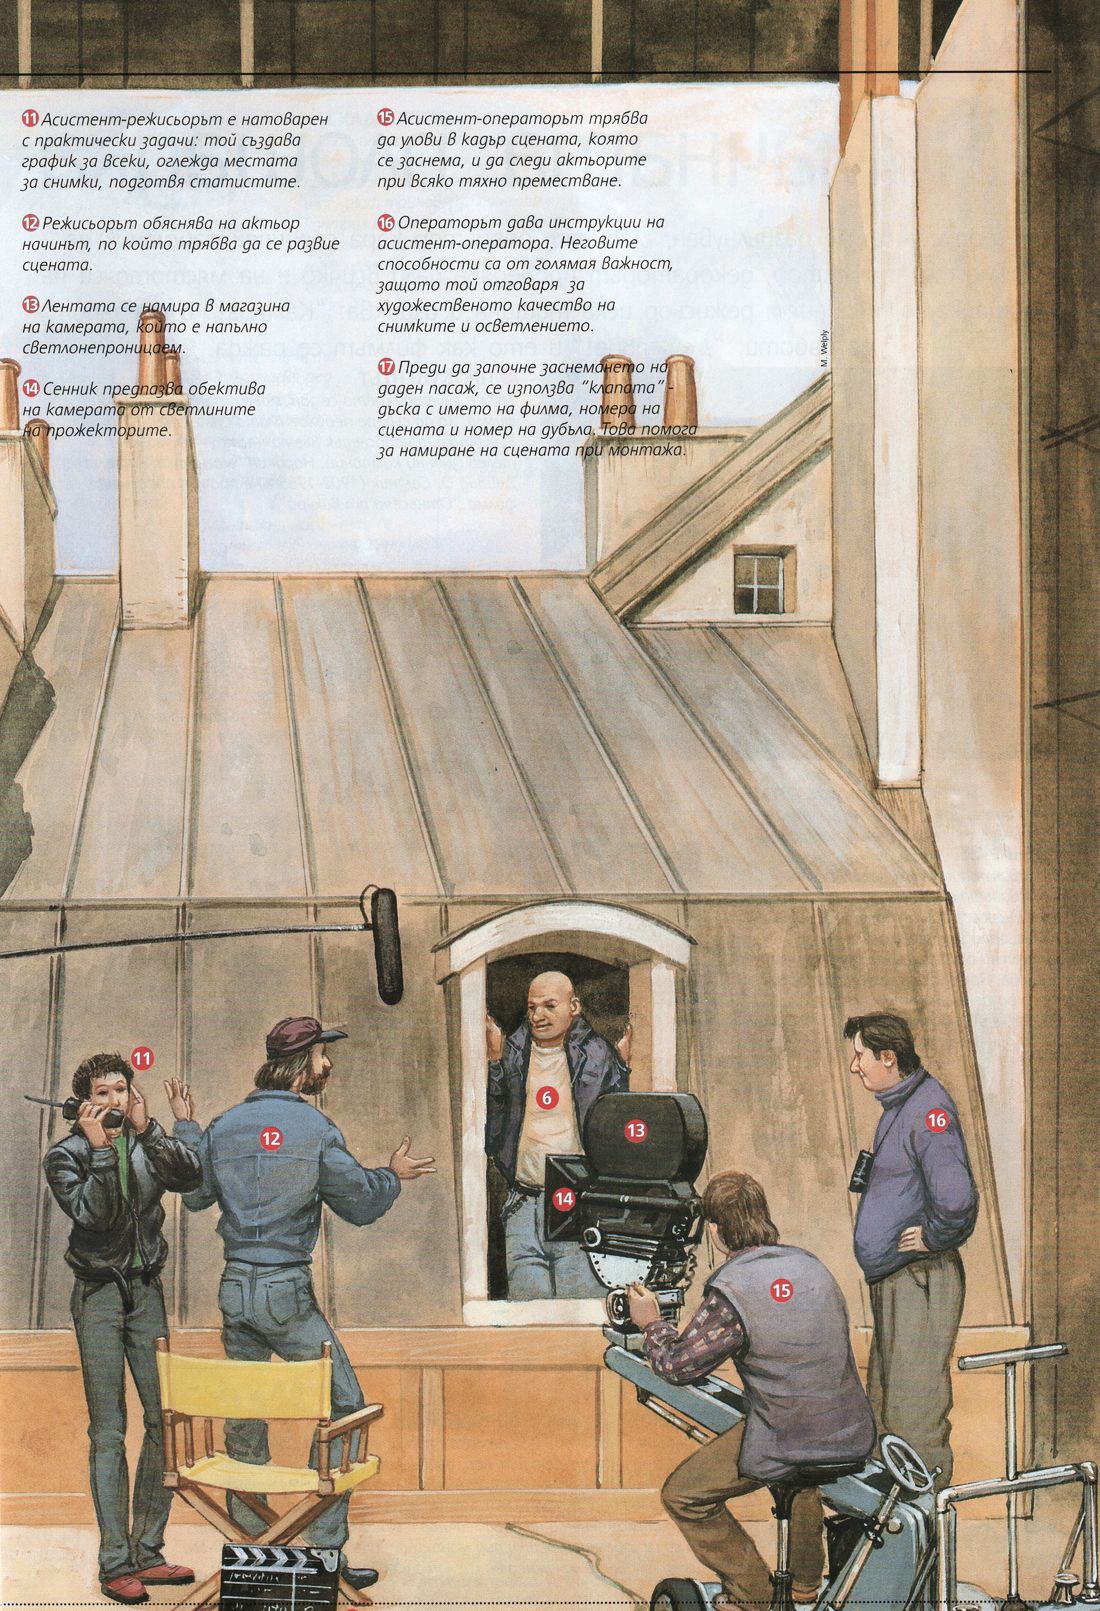 11 Асистент-режисьорът е натоварен
с практически задачи: той създава
график за всеки, оглежда местата
за снимки, подготвя статистите.
12 Режисьорът обяснява на актьор
начинът, по който трябва да се развие
сцената.
13 Лентата се намира в магазина
на камерата, който е напълно
светлонепроницаем.
14 Сенник предпазва обектива
на камерата от светлините
на прожекторите.
15 Асистент-операторът трябва
да улови в кадър сцената, която
се заснема, и да следи актьорите
при всяко тяхно преместване.
16 Операторът дава инструкции на
асистент-оператора. Неговите
способности са от голямая важност,
защото той отговаря за
художественото качество на
снимките и осветлението.
17 Преди да започне заснемането на
даден пасаж, се използва “клапата” -
дъска с името на филма, номера на
сцената и номер на дубъла. Това помога
за намиране на сцената при монтажа.
M. Welply
11
12
6
13
14
15
16